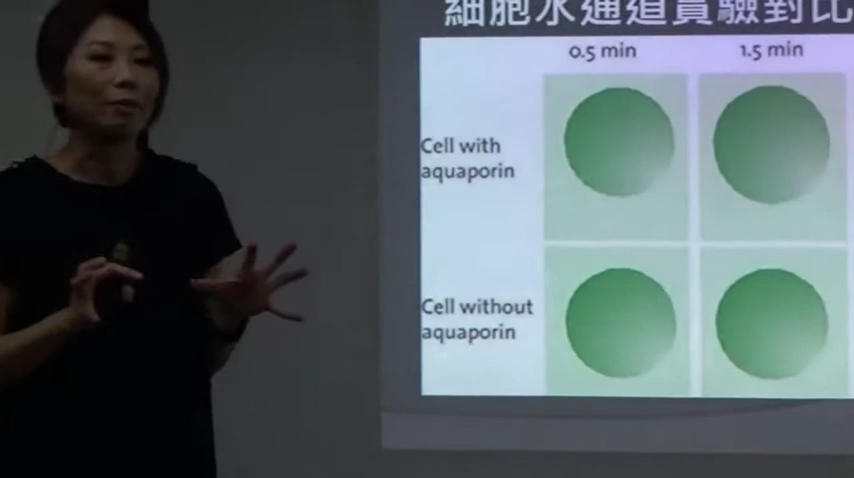 細胞水通道實驗對比
0.5 min
1.5 min
Cell with
aquaporin
Cell without
aquaporin